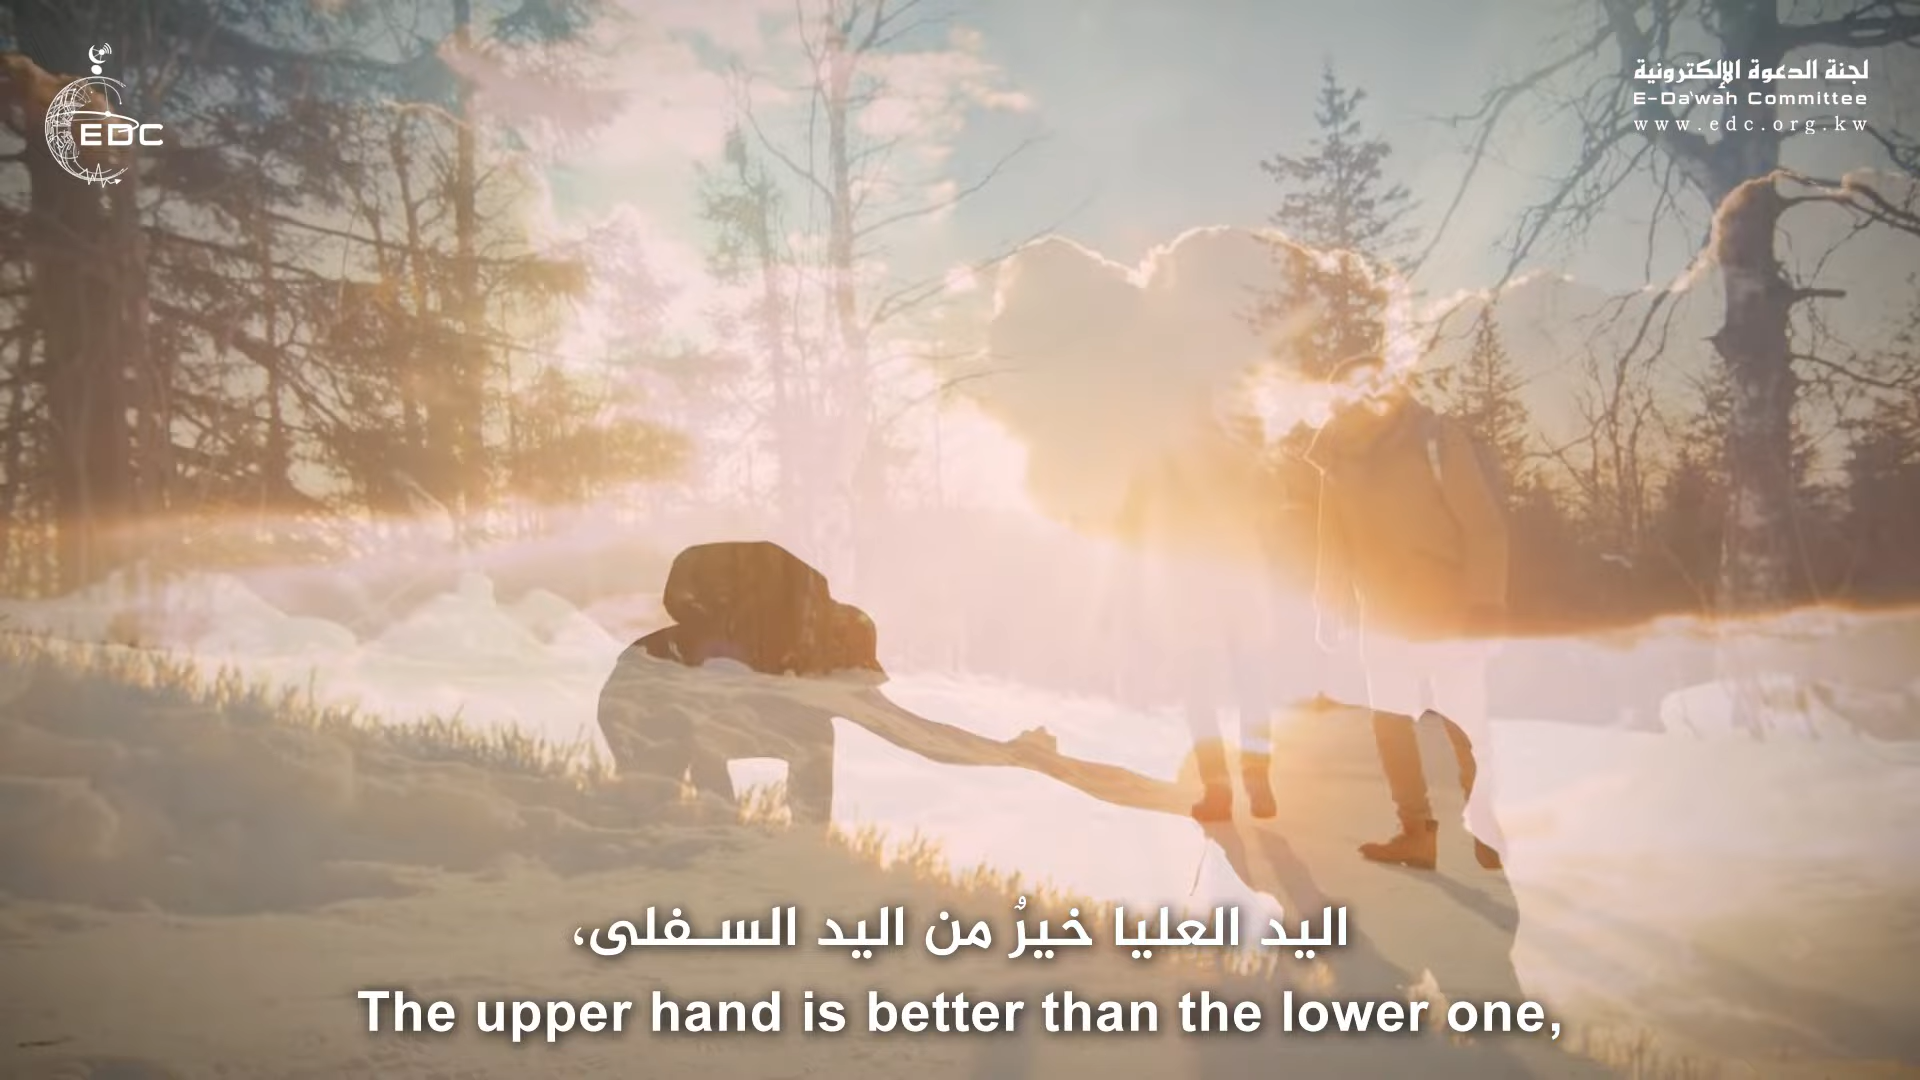 EDC
لجنة الدعوة الإلكترونية
E-Da'wah Committee
www.edc.org.kw
اليد العليا خيرٌ من اليد السفلى،
The upper hand is better than the lower one,